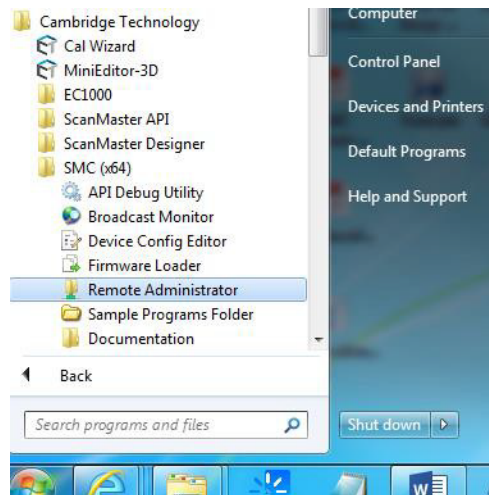 Cambridge Technology
Cal Wizard
MiniEditor-3D
EC1000
ScanMaster API
ScanMaster Designer
SMC (x64)
API Debug Utility
Broadcast Monitor
Device Config Editor
Firmware Loader
Remote Administrator
Sample Programs Folder
Documentation
Back
Search programs and files
Computer
Control Panel
Devices and Printers
Default Programs
Help and Support
Shut down
W